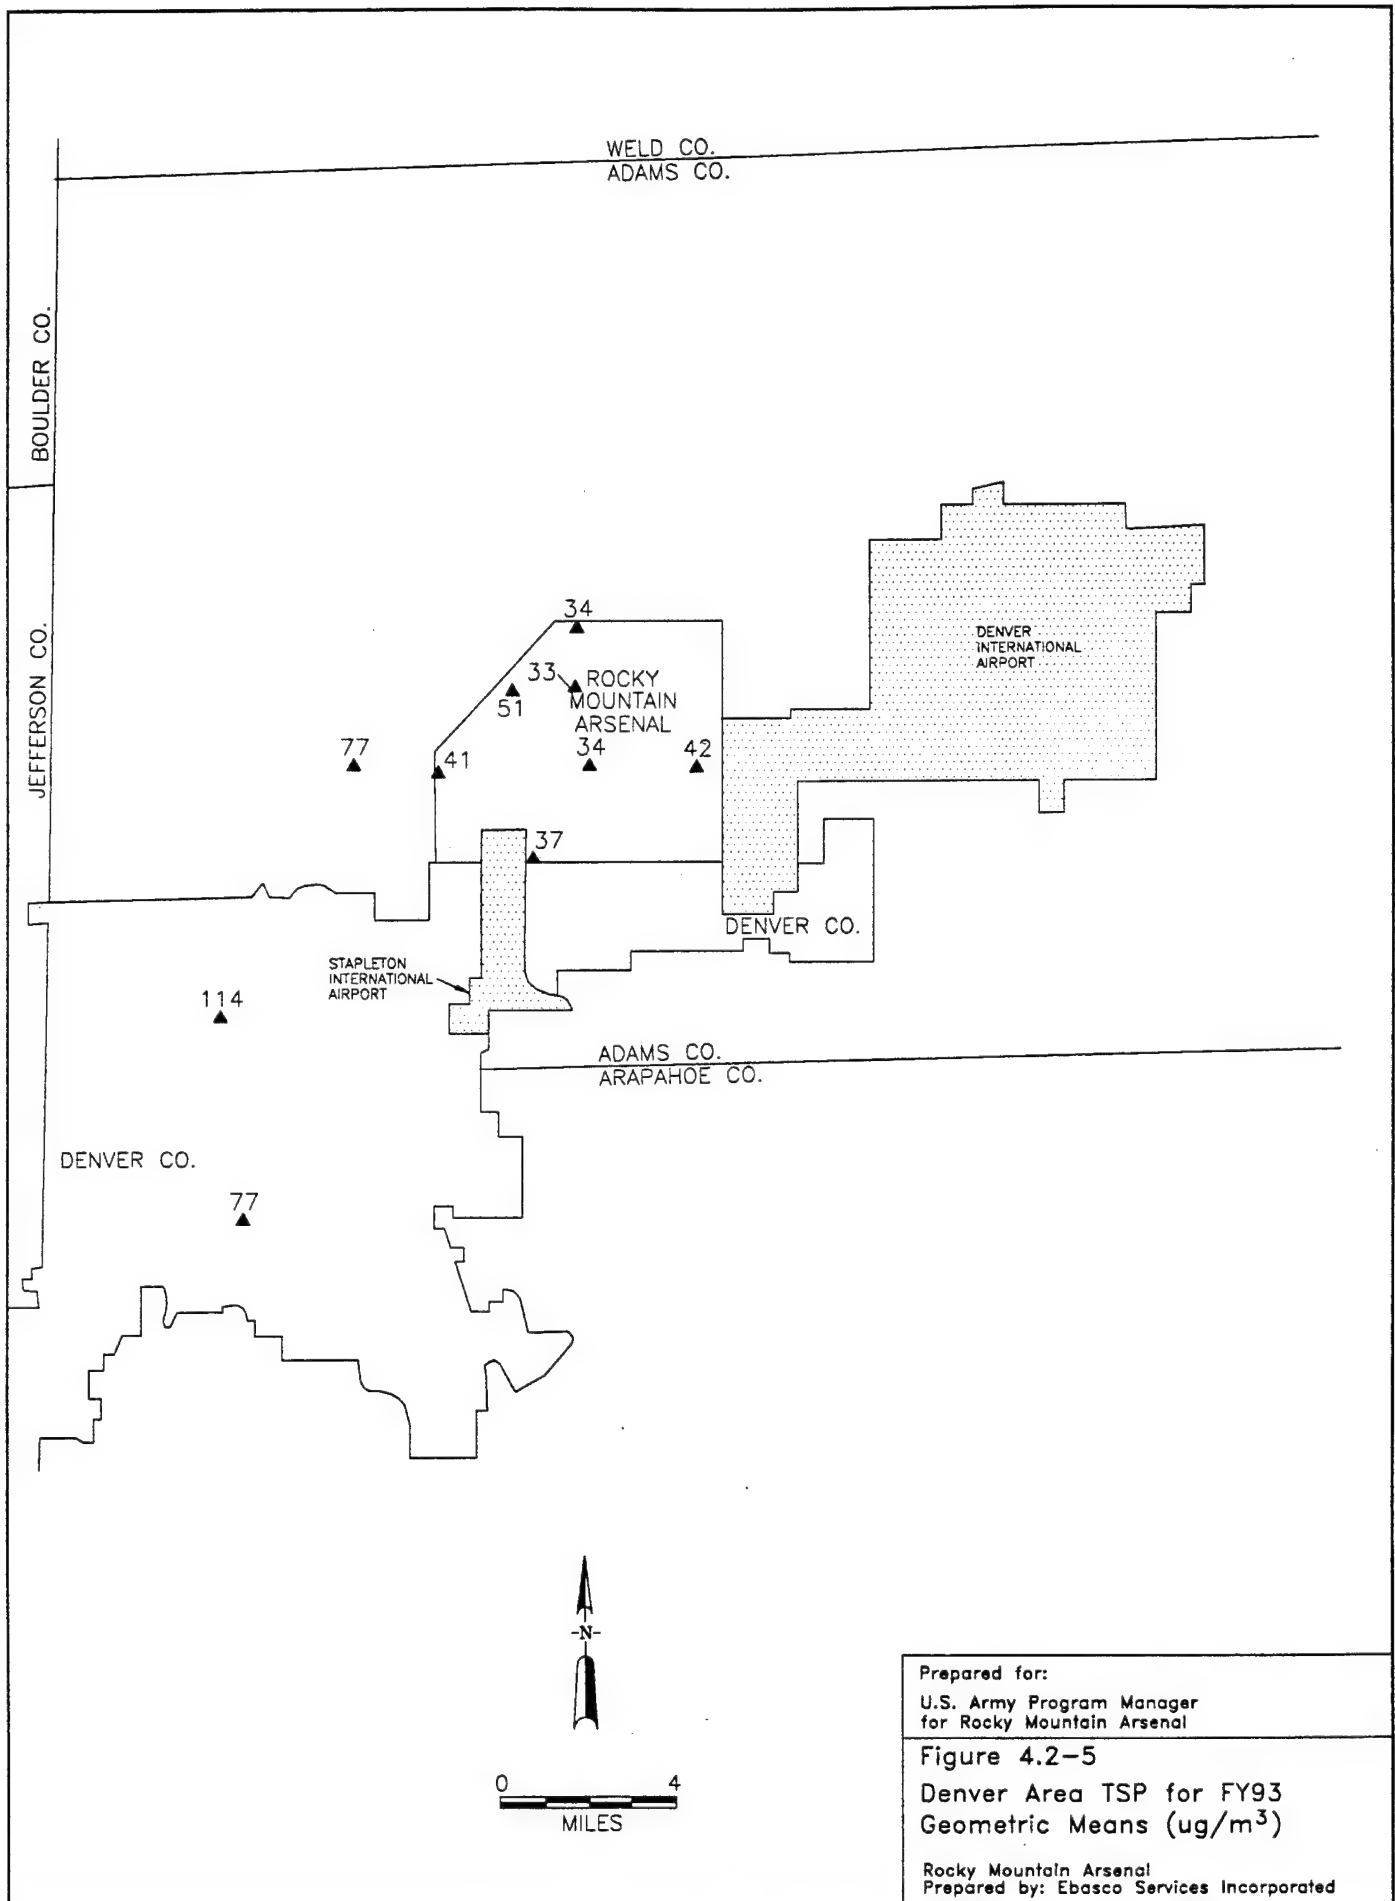 WELD CO.
ADAMS CO.
BOULDER CO.
JEFFERSON CO.
34
33
ROCKY
MOUNTAIN
ARSENAL
51
77
41
34
42
37
DENVER
INTERNATIONAL
AIRPORT
DENVER CO.
STAPLETON
INTERNATIONAL
AIRPORT
114
ADAMS CO.
ARAPAHOE CO.
DENVER CO.
77
-N-
0 4
MILES
Prepared for:
U.S. Army Program Manager
for Rocky Mountain Arsenal
Figure 4.2-5
Denver Area TSP for FY93
Geometric Means (ug/m³)
Rocky Mountain Arsenal
Prepared by: Ebasco Services Incorporated